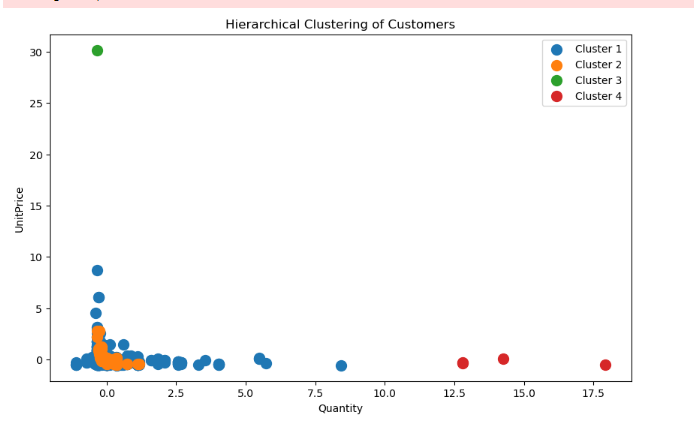 Hierarchical Clustering of Customers
30
25
20
15
10
5
0
UnitPrice
Cluster 1
Cluster 2
Cluster 3
Cluster 4
0.0 2.5 5.0 7.5 10.0 12.5 15.0 17.5
Quantity